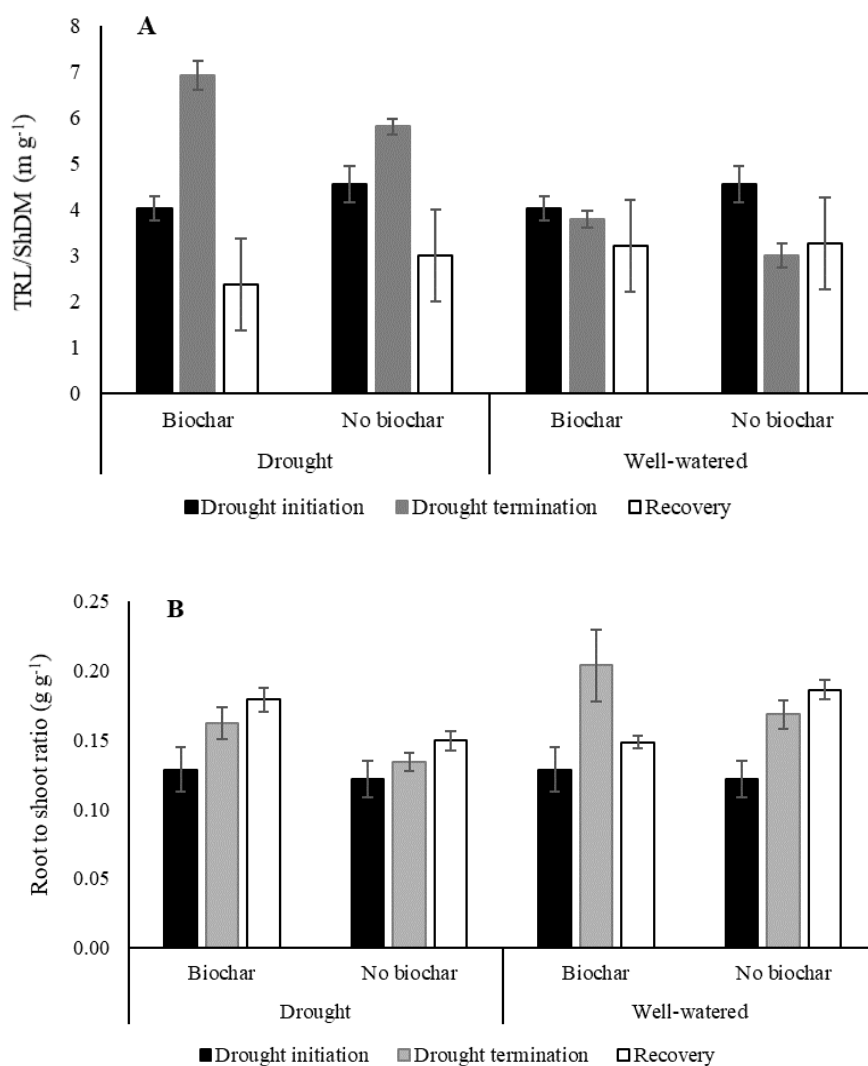 A
8
7
6
5
4
3
2
1
0
TRL/ShDM (m g⁻¹)
Biochar No biochar Biochar No biochar
Drought Well-watered
Drought initiation Drought termination Recovery
B
0.25
0.20
0.15
0.10
0.05
0.00
Root to shoot ratio (g g⁻¹)
Biochar No biochar Biochar No biochar
Drought Well-watered
Drought initiation Drought termination Recovery